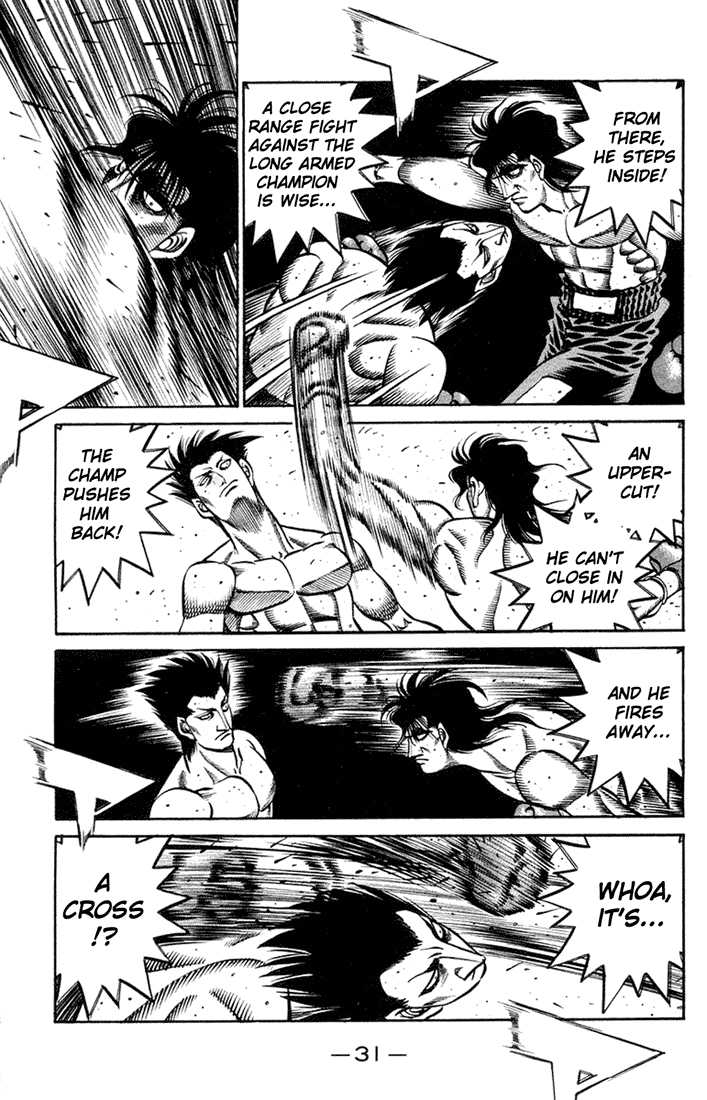 FROM
THERE,
HE STEPS
INSIDE!
A CLOSE
RANGE FIGHT
AGAINST THE
LONG ARMED
CHAMPION
IS WISE...
AN
UPPER-
CUT!
HE CAN'T
CLOSE IN
ON HIM!
THE
CHAMP
PUSHES
HIM
BACK!
AND HE
FIRES
AWAY...
WHOA,
IT'S...
A
CROSS
!?
—31—